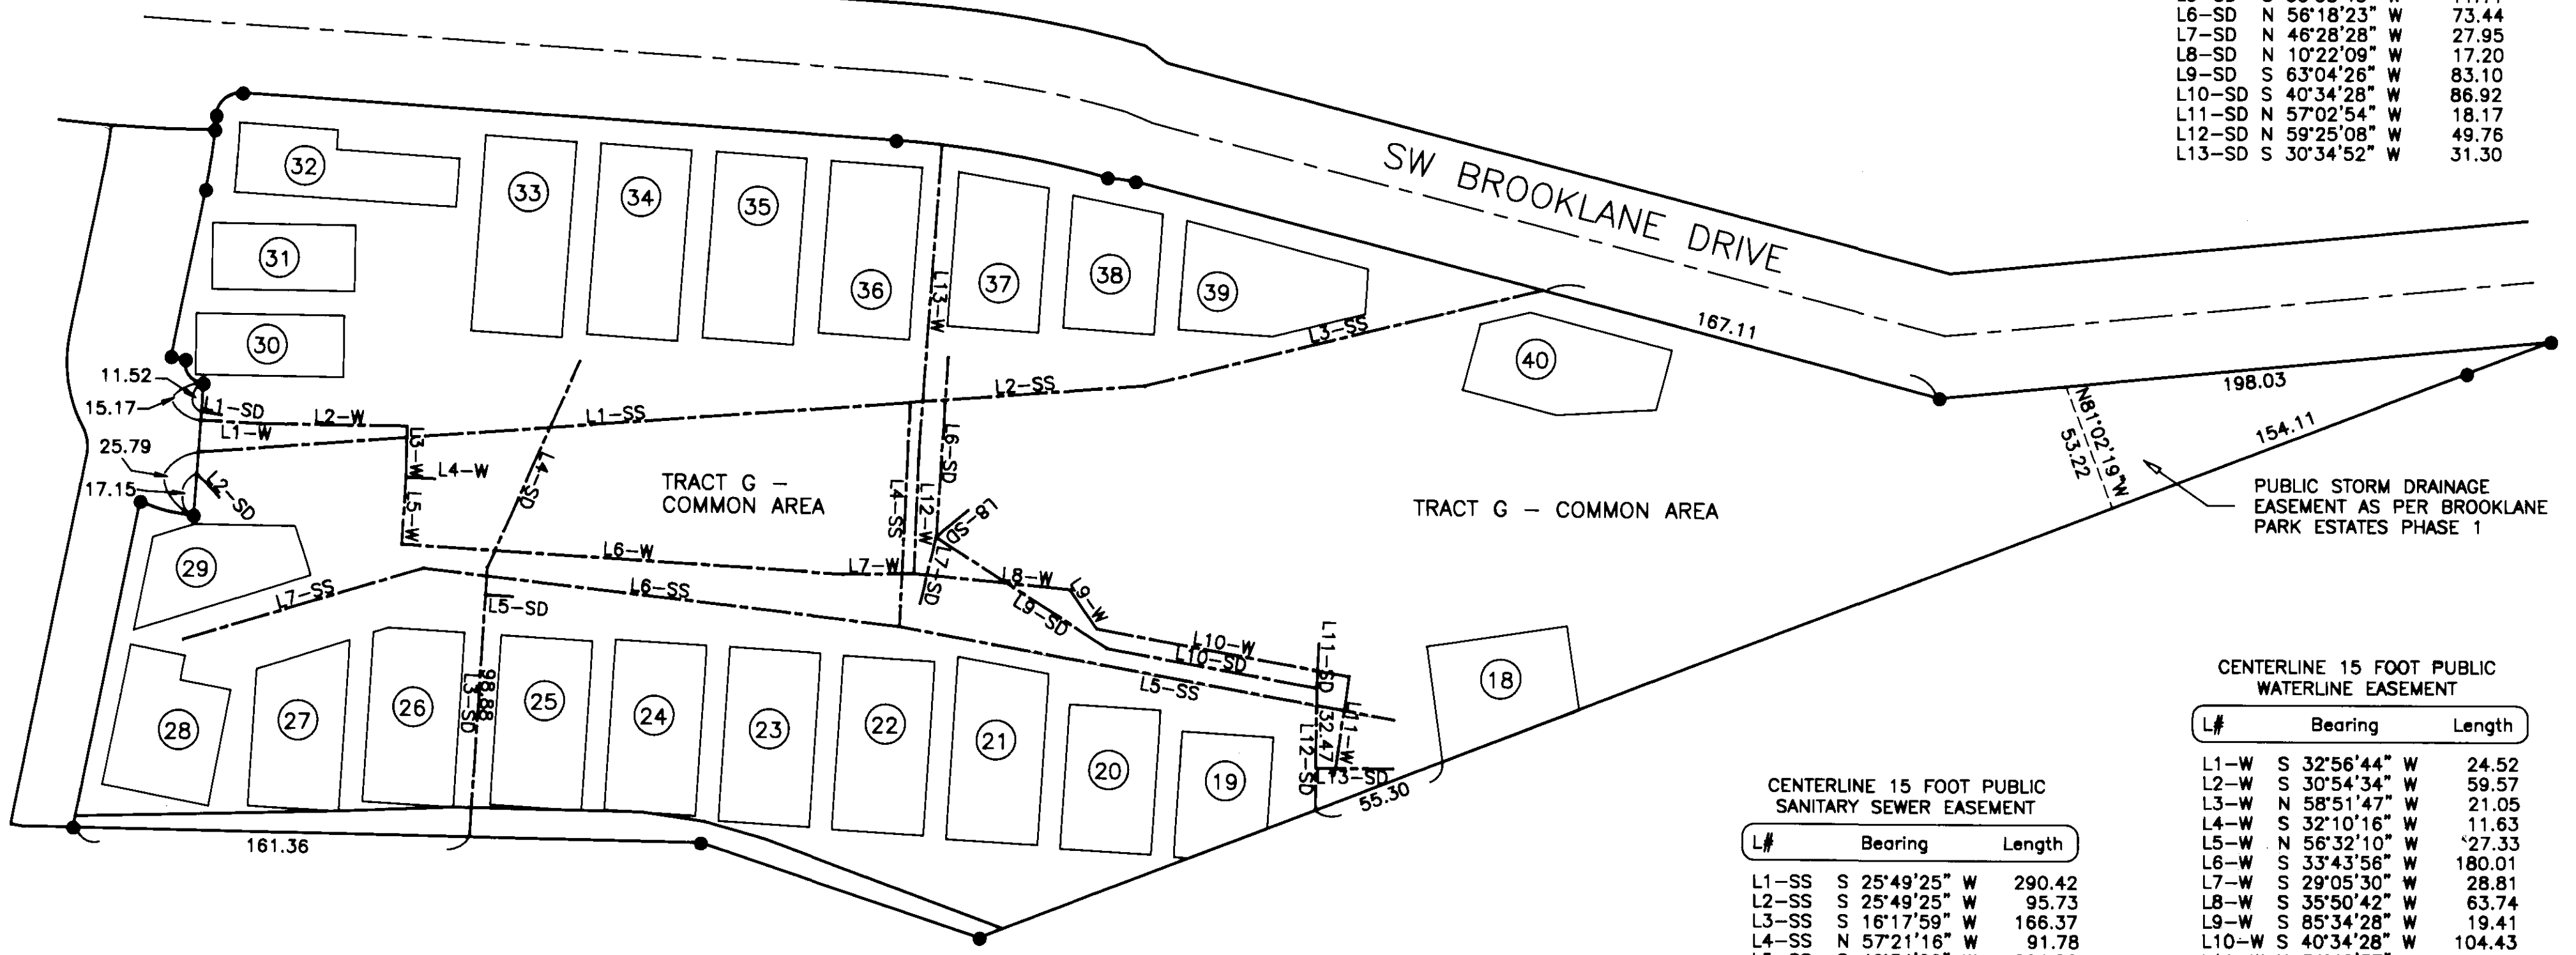 L6-SD N 56°18'23" W 73.44
L7-SD N 46°28'28" W 27.95
L8-SD N 10°22'09" W 17.20
L9-SD S 63°04'26" W 83.10
L10-SD S 40°34'28" W 86.92
L11-SD N 57°02'54" W 18.17
L12-SD N 59°25'08" W 49.76
L13-SD S 30°34'52" W 31.30
SW BROOKLANE DRIVE
32
33
34
35
36
37
38
39
31
30
40
L13-W
L3-SS
167.11
198.03
154.11
N81°02'19"W
53.22
11.52
15.17
25.79
17.15
L1-SD
L2-W
L1-W
L1-SS
L2-SS
L3-W
L4-W
L5-W
L2-SD
L4-SD
L6-SD
TRACT G -
COMMON AREA
L4-SS
L12-W
L8-SD
L7-SD
TRACT G - COMMON AREA
PUBLIC STORM DRAINAGE
EASEMENT AS PER BROOKLANE
PARK ESTATES PHASE 1
29
L7-SS
L6-W
L7-W
L6-SS
L5-SD
L8-W
L9-W
L9-SD
L10-W
L10-SD
L5-SS
L11-SD
L11-W
32.47
L12-SD
L13-SD
55.30
18
28
27
26
L3-SD
98.88
25
24
23
22
21
20
19
161.36
CENTERLINE 15 FOOT PUBLIC
SANITARY SEWER EASEMENT
L# Bearing Length
L1-SS S 25°49'25" W 290.42
L2-SS S 25°49'25" W 95.73
L3-SS S 16°17'59" W 166.37
L4-SS N 57°21'16" W 91.78
CENTERLINE 15 FOOT PUBLIC
WATERLINE EASEMENT
L# Bearing Length
L1-W S 32°56'44" W 24.52
L2-W S 30°54'34" W 59.57
L3-W N 58°51'47" W 21.05
L4-W S 32°10'16" W 11.63
L5-W N 56°32'10" W 27.33
L6-W S 33°43'56" W 180.01
L7-W S 29°05'30" W 28.81
L8-W S 35°50'42" W 63.74
L9-W S 85°34'28" W 19.41
L10-W S 40°34'28" W 104.43